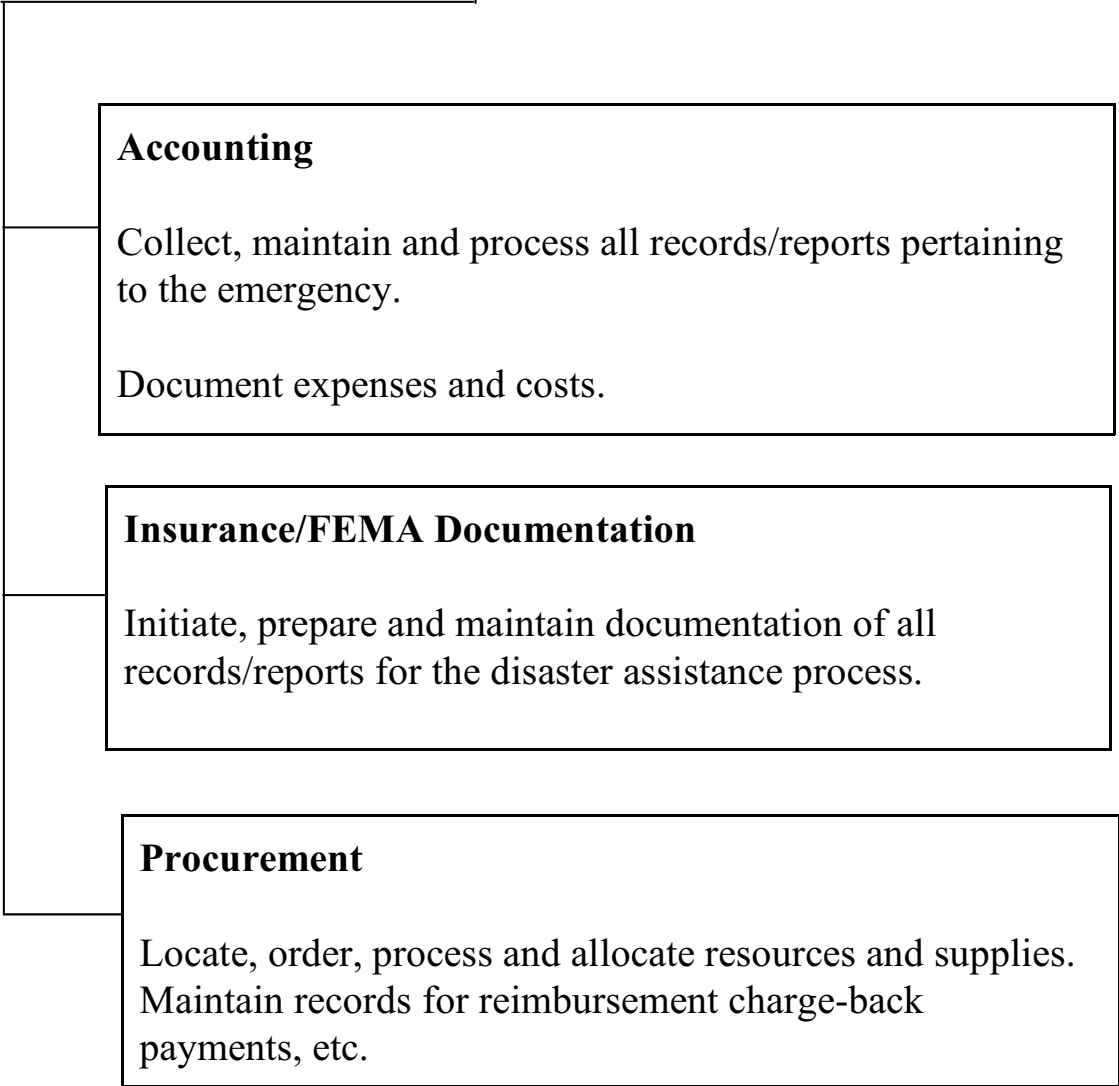 Accounting
Collect, maintain and process all records/reports pertaining
to the emergency.
Document expenses and costs.
Insurance/FEMA Documentation
Initiate, prepare and maintain documentation of all
records/reports for the disaster assistance process.
Procurement
Locate, order, process and allocate resources and supplies.
Maintain records for reimbursement charge-back
payments, etc.